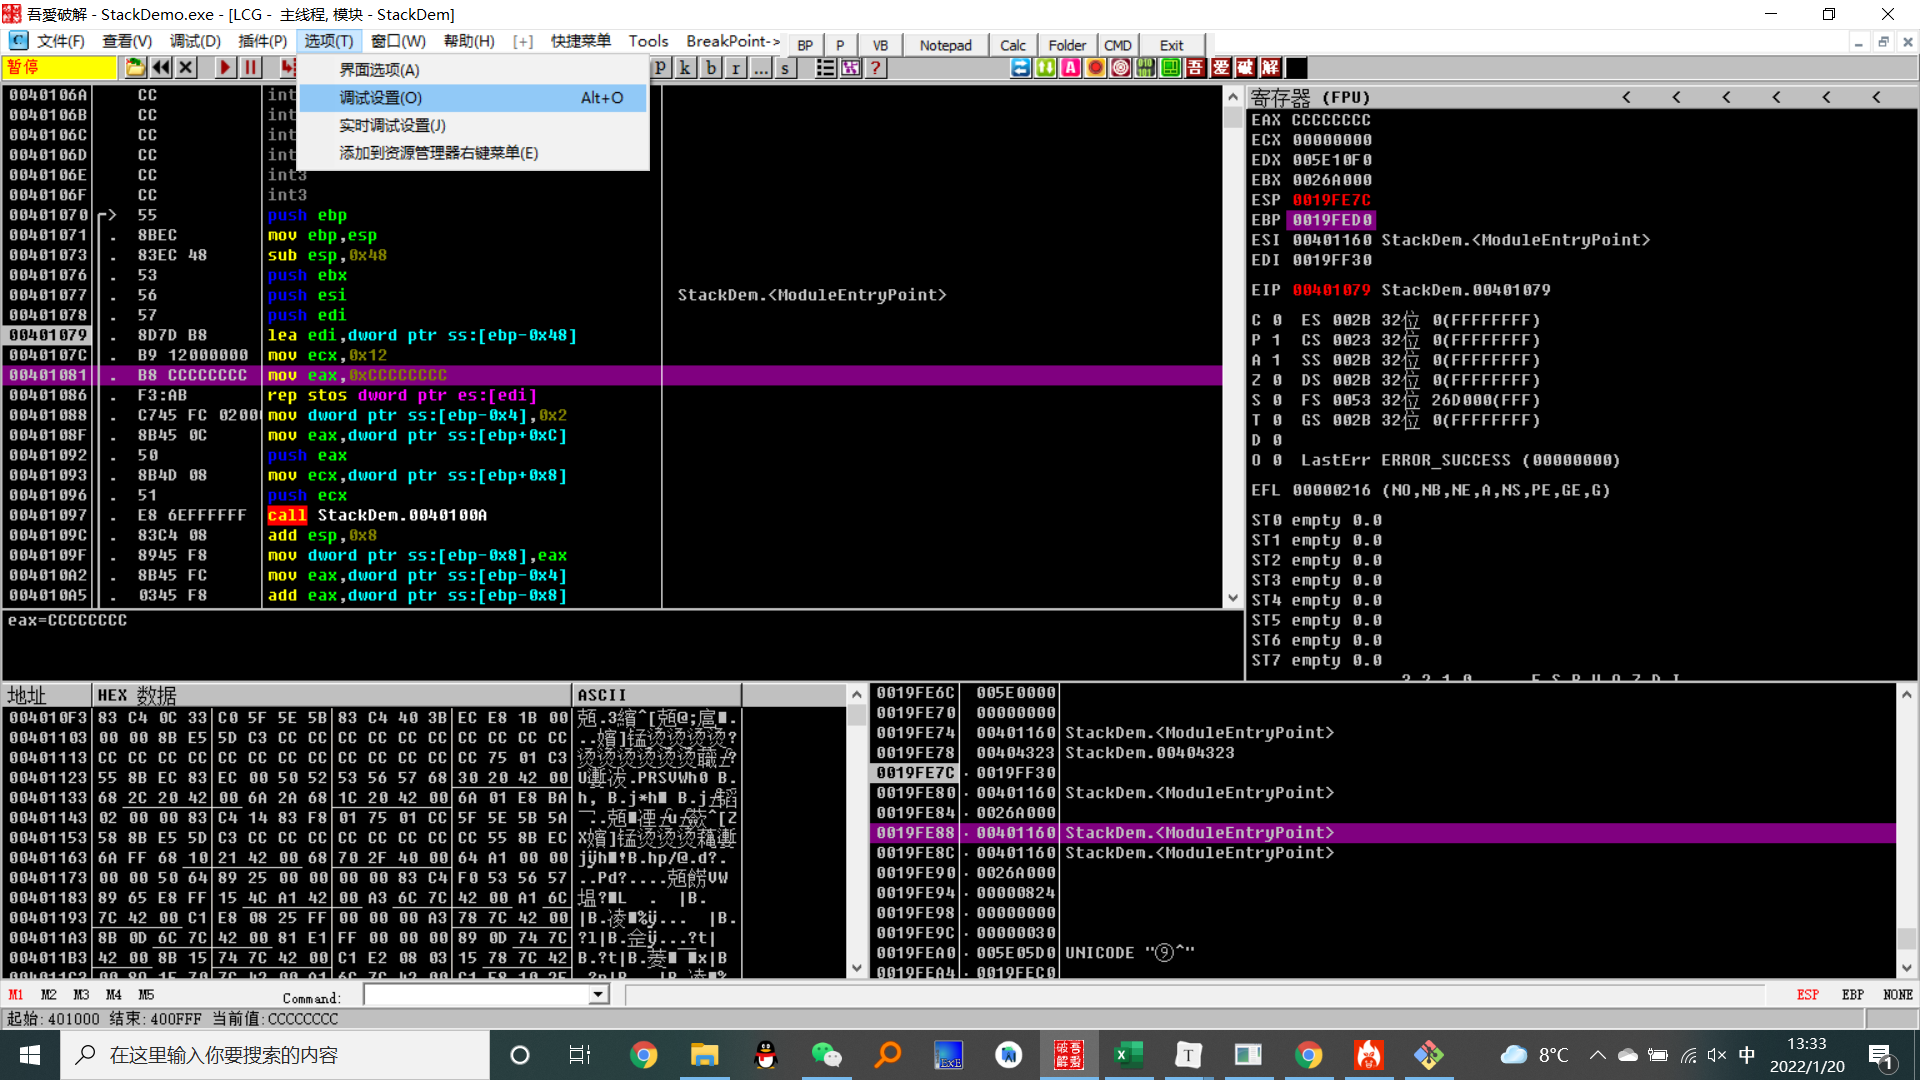 吾愛破解 - StackDemo.exe - [LCG - 主线程, 模块 - StackDem]
文件(F) 查看(V) 调试(D) 插件(P) 选项(T) 窗口(W) 帮助(H) [+] 快捷菜单 Tools BreakPoint-> BP P VB Notepad Calc Folder CMD Exit
暂停 p k b r ... s ? 吾 爱 破 解
界面选项(A)
调试设置(O) Alt+O
实时调试设置(J)
添加到资源管理器右键菜单(E)
0040106A CC int
0040106B CC int
0040106C CC int
0040106D CC int
0040106E CC int3
0040106F CC int3
00401070 55 push ebp
00401071 . 8BEC mov ebp,esp
00401073 . 83EC 48 sub esp,0x48
00401076 . 53 push ebx
00401077 . 56 push esi StackDem.<ModuleEntryPoint>
00401078 . 57 push edi
00401079 . 8D7D B8 lea edi,dword ptr ss:[ebp-0x48]
0040107C . B9 12000000 mov ecx,0x12
00401081 . B8 CCCCCCCC mov eax,0xCCCCCCCC
00401086 . F3:AB rep stos dword ptr es:[edi]
00401088 . C745 FC 0200 mov dword ptr ss:[ebp-0x4],0x2
0040108F . 8B45 0C mov eax,dword ptr ss:[ebp+0xC]
00401092 . 50 push eax
00401093 . 8B4D 08 mov ecx,dword ptr ss:[ebp+0x8]
00401096 . 51 push ecx
00401097 . E8 6EFFFFFF call StackDem.0040100A
0040109C . 83C4 08 add esp,0x8
0040109F . 8945 F8 mov dword ptr ss:[ebp-0x8],eax
004010A2 . 8B45 FC mov eax,dword ptr ss:[ebp-0x4]
004010A5 . 0345 F8 add eax,dword ptr ss:[ebp-0x8]
eax=CCCCCCCC
寄存器 (FPU) < < < < < <
EAX CCCCCCCC
ECX 00000000
EDX 005E10F0
EBX 0026A000
ESP 0019FE7C
EBP 0019FED0
ESI 00401160 StackDem.<ModuleEntryPoint>
EDI 0019FF30
EIP 00401079 StackDem.00401079
C 0 ES 002B 32位 0(FFFFFFFF)
P 1 CS 0023 32位 0(FFFFFFFF)
A 1 SS 002B 32位 0(FFFFFFFF)
Z 0 DS 002B 32位 0(FFFFFFFF)
S 0 FS 0053 32位 26D000(FFF)
T 0 GS 002B 32位 0(FFFFFFFF)
D 0
O 0 LastErr ERROR_SUCCESS (00000000)
EFL 00000216 (NO,NB,NE,A,NS,PE,GE,G)
ST0 empty 0.0
ST1 empty 0.0
ST2 empty 0.0
ST3 empty 0.0
ST4 empty 0.0
ST5 empty 0.0
ST6 empty 0.0
ST7 empty 0.0
3 2 1 0 E S P U O Z D I
地址 HEX 数据 ASCII
004010F3 83 C4 0C 33 C0 5F 5E 5B 83 C4 40 3B EC E8 1B 00
00401103 00 00 8B E5 5D C3 CC CC CC CC CC CC CC CC CC CC
00401113 CC CC CC CC CC CC CC CC CC CC CC CC CC 75 01 C3
00401123 55 8B EC 83 EC 00 50 52 53 56 57 68 30 20 42 00
00401133 68 2C 20 42 00 6A 2A 68 1C 20 42 00 6A 01 E8 BA
00401143 02 00 00 83 C4 14 83 F8 01 75 01 CC 5F 5E 5B 5A
00401153 58 8B E5 5D C3 CC CC CC CC CC CC CC CC 55 8B EC
00401163 6A FF 68 10 21 42 00 68 70 2F 40 00 64 A1 00 00
00401173 00 00 50 64 89 25 00 00 00 00 83 C4 F0 53 56 57
00401183 89 65 E8 FF 15 4C A1 42 00 A3 6C 7C 42 00 A1 6C
00401193 7C 42 00 C1 E8 08 25 FF 00 00 00 A3 78 7C 42 00
004011A3 8B 0D 6C 7C 42 00 81 E1 FF 00 00 00 89 0D 74 7C
004011B3 42 00 8B 15 74 7C 42 00 C1 E2 08 03 15 78 7C 42
004011C3 00 89 15 70 7C 42 00 A1 6C 7C 42 00 C1 E8 10 25
0019FE6C 005E0000
0019FE70 00000000
0019FE74 00401160 StackDem.<ModuleEntryPoint>
0019FE78 00404323 StackDem.00404323
0019FE7C 0019FF30
0019FE80 00401160 StackDem.<ModuleEntryPoint>
0019FE84 0026A000
0019FE88 00401160 StackDem.<ModuleEntryPoint>
0019FE8C 00401160 StackDem.<ModuleEntryPoint>
0019FE90 0026A000
0019FE94 00000824
0019FE98 00000000
0019FE9C 00000030
0019FEA0 005E05D0 UNICODE "⑨^"
0019FEA4 0019FEC0
M1 M2 M3 M4 M5 Command: ESP EBP NONE
起始:401000 结束:400FFF 当前值:CCCCCCCC
在这里输入你要搜索的内容 8°C 中 13:33
2022/1/20 1